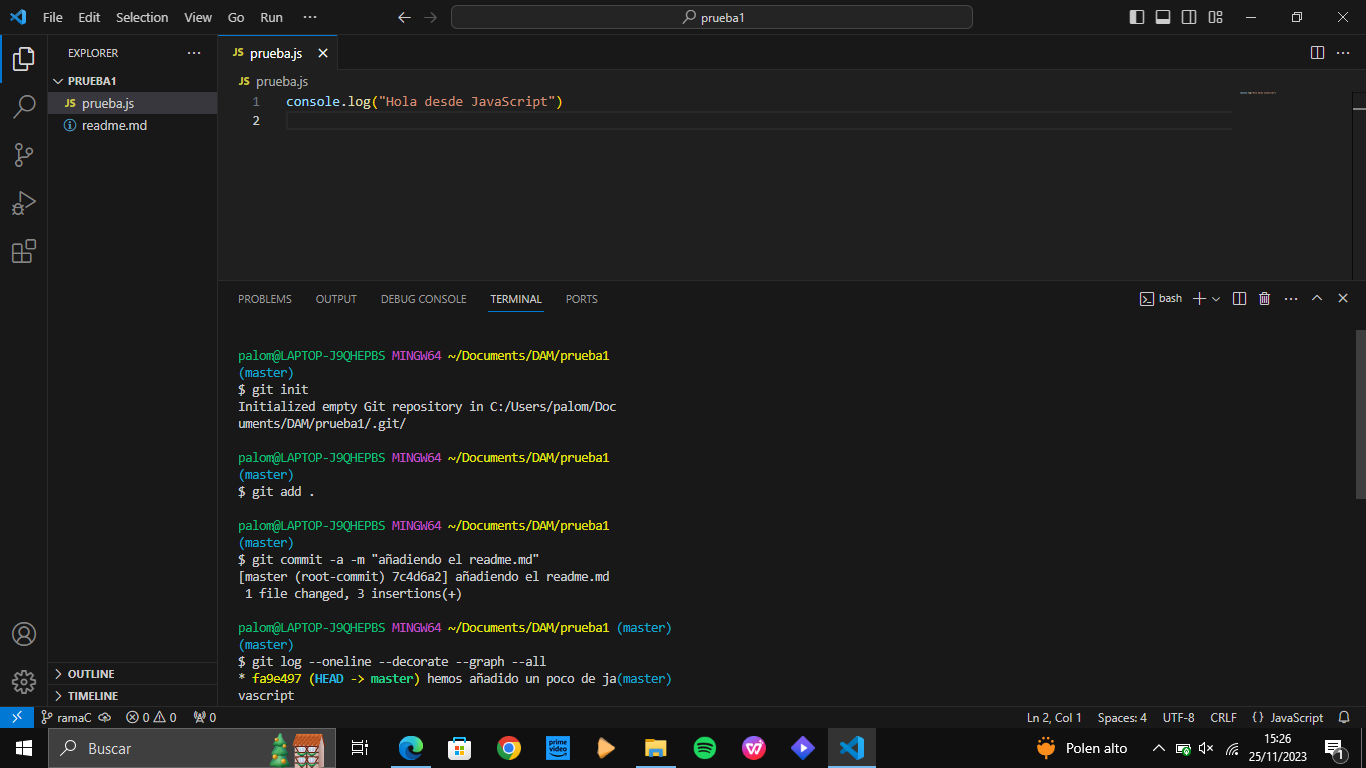 File Edit Selection View Go Run ···
prueba1
EXPLORER ···
PRUEBA1
JS prueba.js
readme.md
OUTLINE
TIMELINE
JS prueba.js
JS prueba.js
1 console.log("Hola desde JavaScript")
2
PROBLEMS OUTPUT DEBUG CONSOLE TERMINAL PORTS
bash
palom@LAPTOP-J9QHEPBS MINGW64 ~/Documents/DAM/prueba1
(master)
$ git init
Initialized empty Git repository in C:/Users/palom/Doc
uments/DAM/prueba1/.git/
palom@LAPTOP-J9QHEPBS MINGW64 ~/Documents/DAM/prueba1
(master)
$ git add .
palom@LAPTOP-J9QHEPBS MINGW64 ~/Documents/DAM/prueba1
(master)
$ git commit -a -m "añadiendo el readme.md"
[master (root-commit) 7c4d6a2] añadiendo el readme.md
1 file changed, 3 insertions(+)
palom@LAPTOP-J9QHEPBS MINGW64 ~/Documents/DAM/prueba1 (master)
(master)
$ git log --oneline --decorate --graph --all
* fa9e497 (HEAD -> master) hemos añadido un poco de ja(master)
vascript
ramaC 0 0 0
Ln 2, Col 1 Spaces: 4 UTF-8 CRLF {} JavaScript
Buscar
prime video
Polen alto
15:26
25/11/2023
1